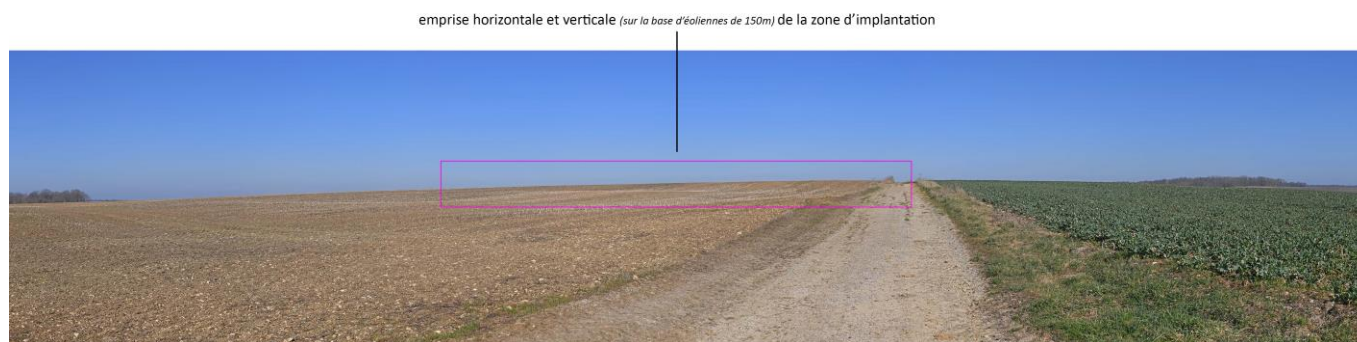 emprise horizontale et verticale (sur la base d’éoliennes de 150m) de la zone d’implantation